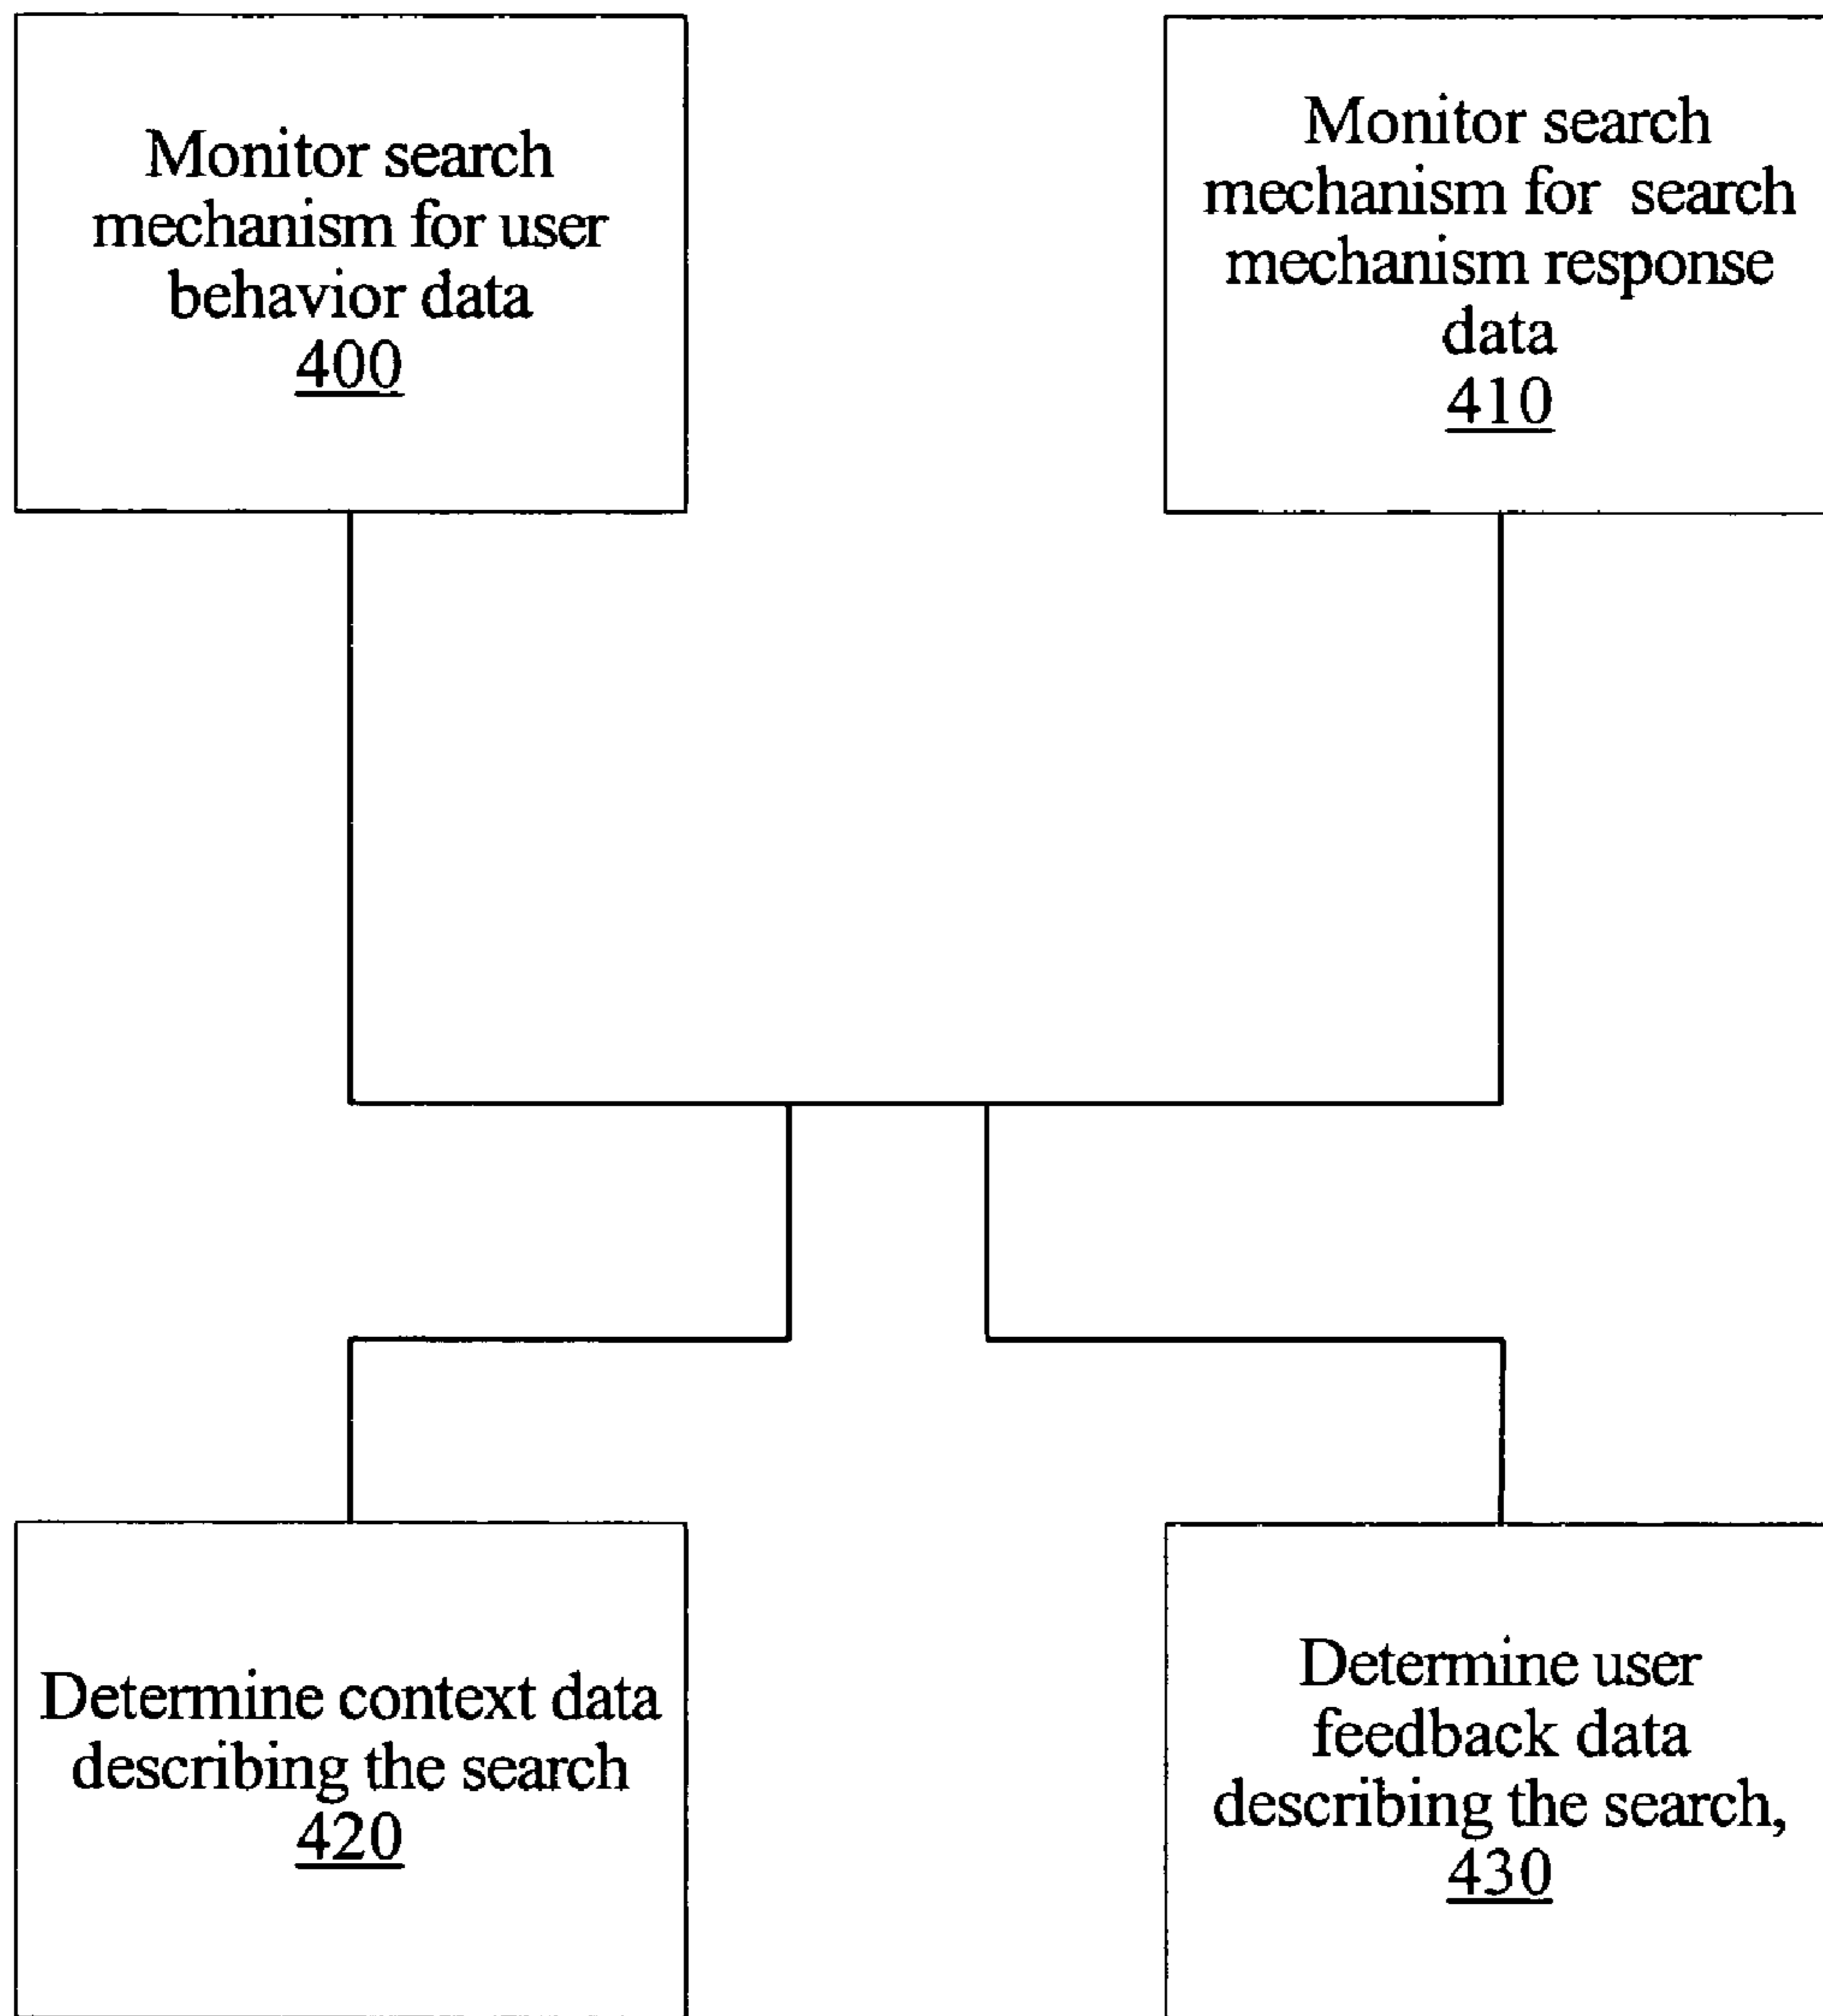 Monitor search
mechanism for user
behavior data
400
Monitor search
mechanism for search
mechanism response
data
410
Determine context data
describing the search
420
Determine user
feedback data
describing the search,
430